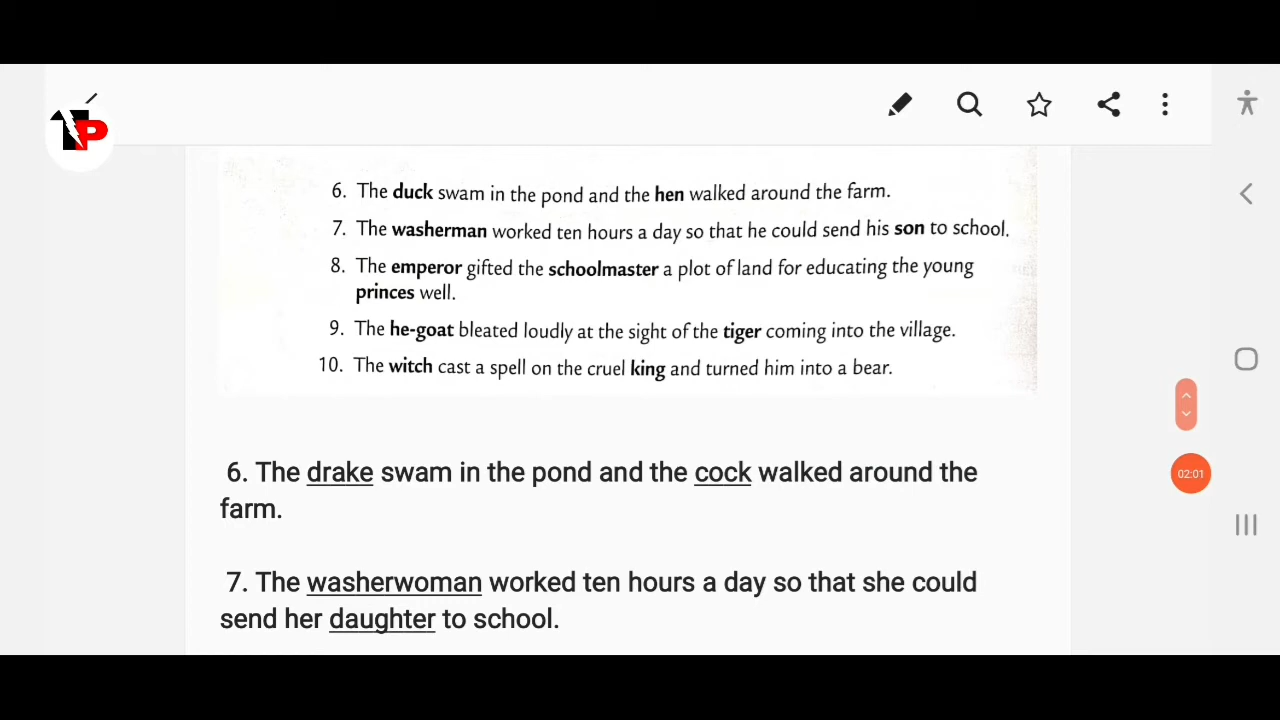 TP
6. The duck swam in the pond and the hen walked around the farm.
7. The washerman worked ten hours a day so that he could send his son to school.
8. The emperor gifted the schoolmaster a plot of land for educating the young
princes well.
9. The he-goat bleated loudly at the sight of the tiger coming into the village.
10. The witch cast a spell on the cruel king and turned him into a bear.
6. The drake swam in the pond and the cock walked around the
farm.
02:01
7. The washerwoman worked ten hours a day so that she could
send her daughter to school.